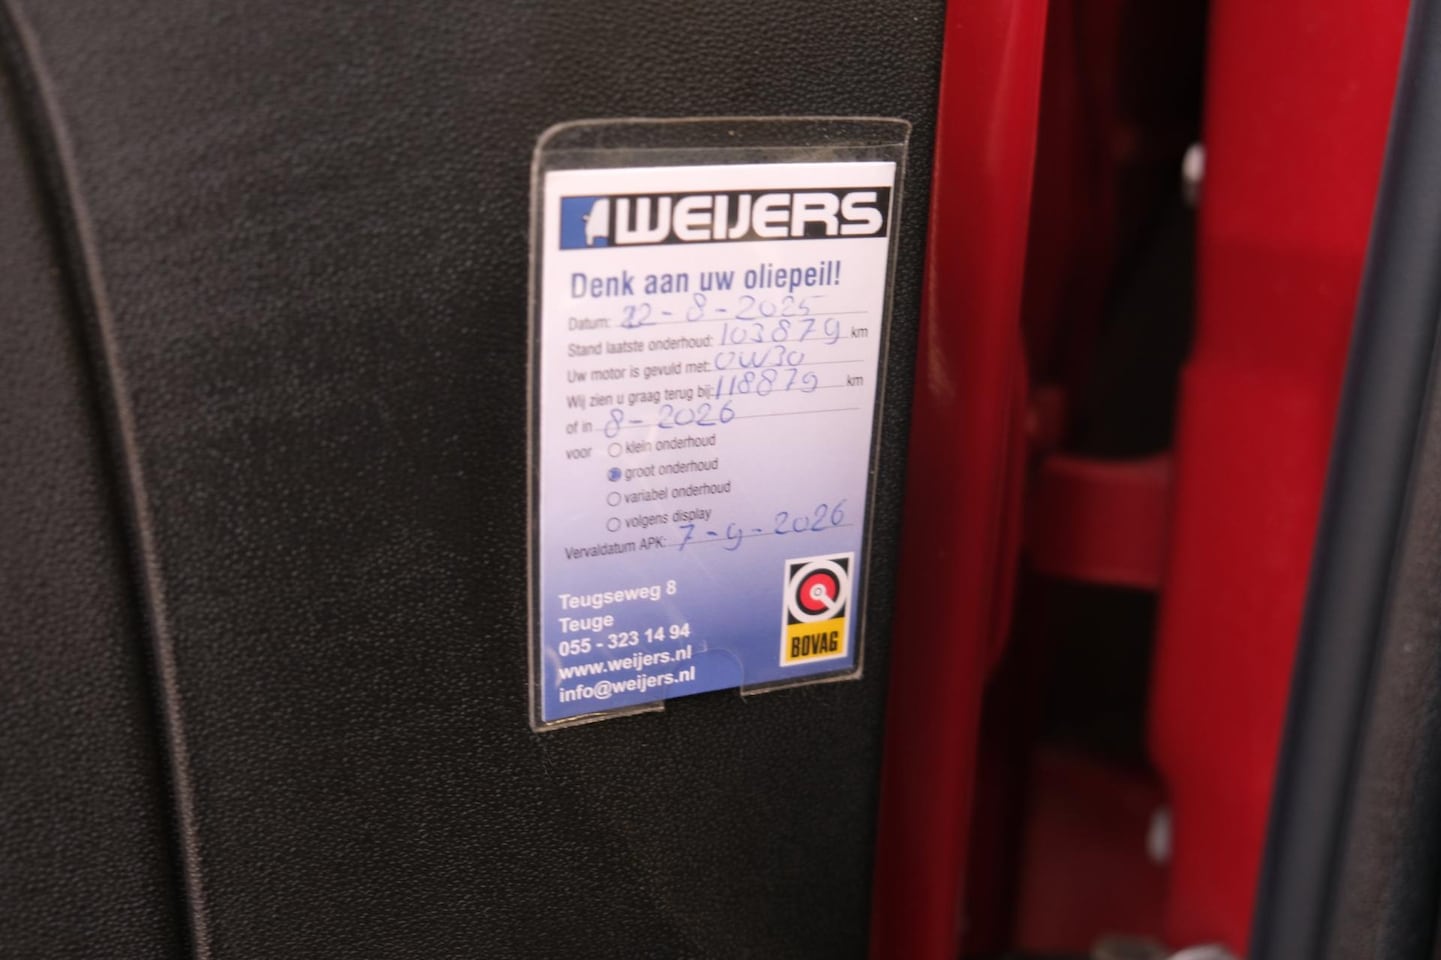 WEIJERS
Denk aan uw oliepeil!
Datum: 22-8-2025
Stand laatste onderhoud: 103879 km
Uw motor is gevuld met: 0W30
Wij zien u graag terug bij: 118879 km
of in 8-2026
voor klein onderhoud
groot onderhoud
variabel onderhoud
volgens display
Vervaldatum APK: 7-9-2026
Teugseweg 8
Teuge
055 - 323 14 94
www.weijers.nl
info@weijers.nl
BOVAG